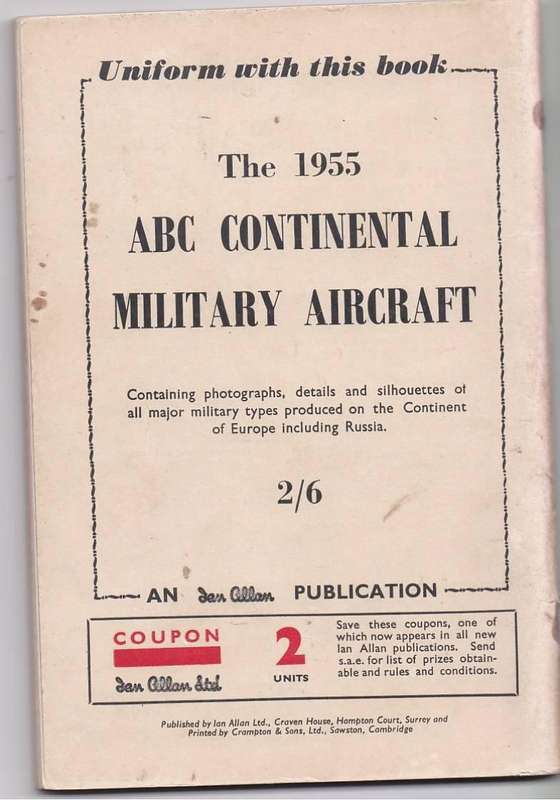 Uniform with this book
The 1955
ABC CONTINENTAL
MILITARY AIRCRAFT
Containing photographs, details and silhouettes of
all major military types produced on the Continent
of Europe including Russia.
2/6
AN Ian Allan PUBLICATION
COUPON
Ian Allan Ltd
2
UNITS
Save these coupons, one of
which now appears in all new
Ian Allan publications. Send
s.a.e. for list of prizes obtain-
able and rules and conditions.
Published by Ian Allan Ltd., Craven House, Hampton Court, Surrey and
Printed by Crampton & Sons, Ltd., Sawston, Cambridge